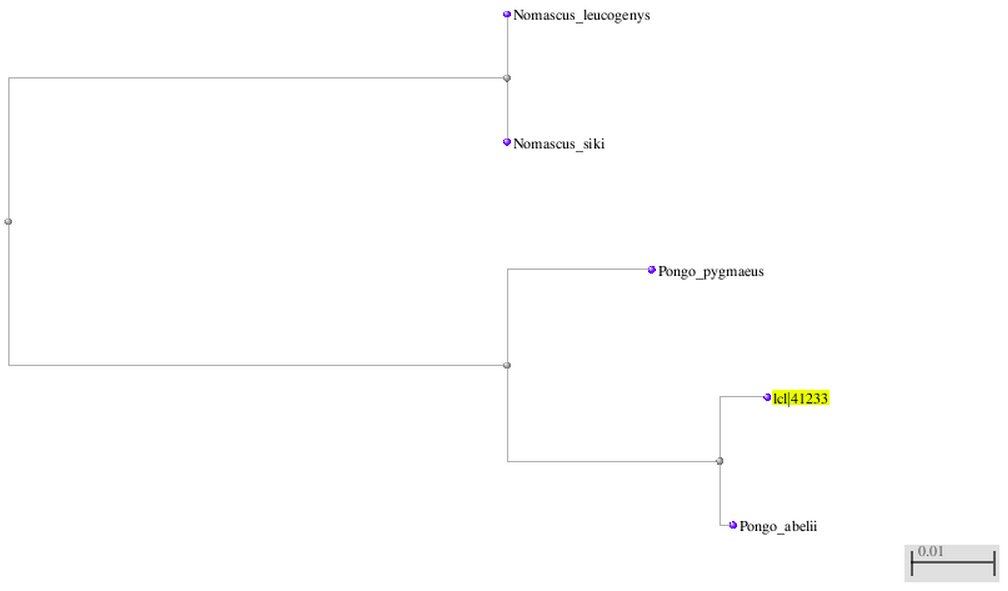 Nomascus_leucogenys
Nomascus_siki
Pongo_pygmaeus
lcl|41233
Pongo_abelii
0.01